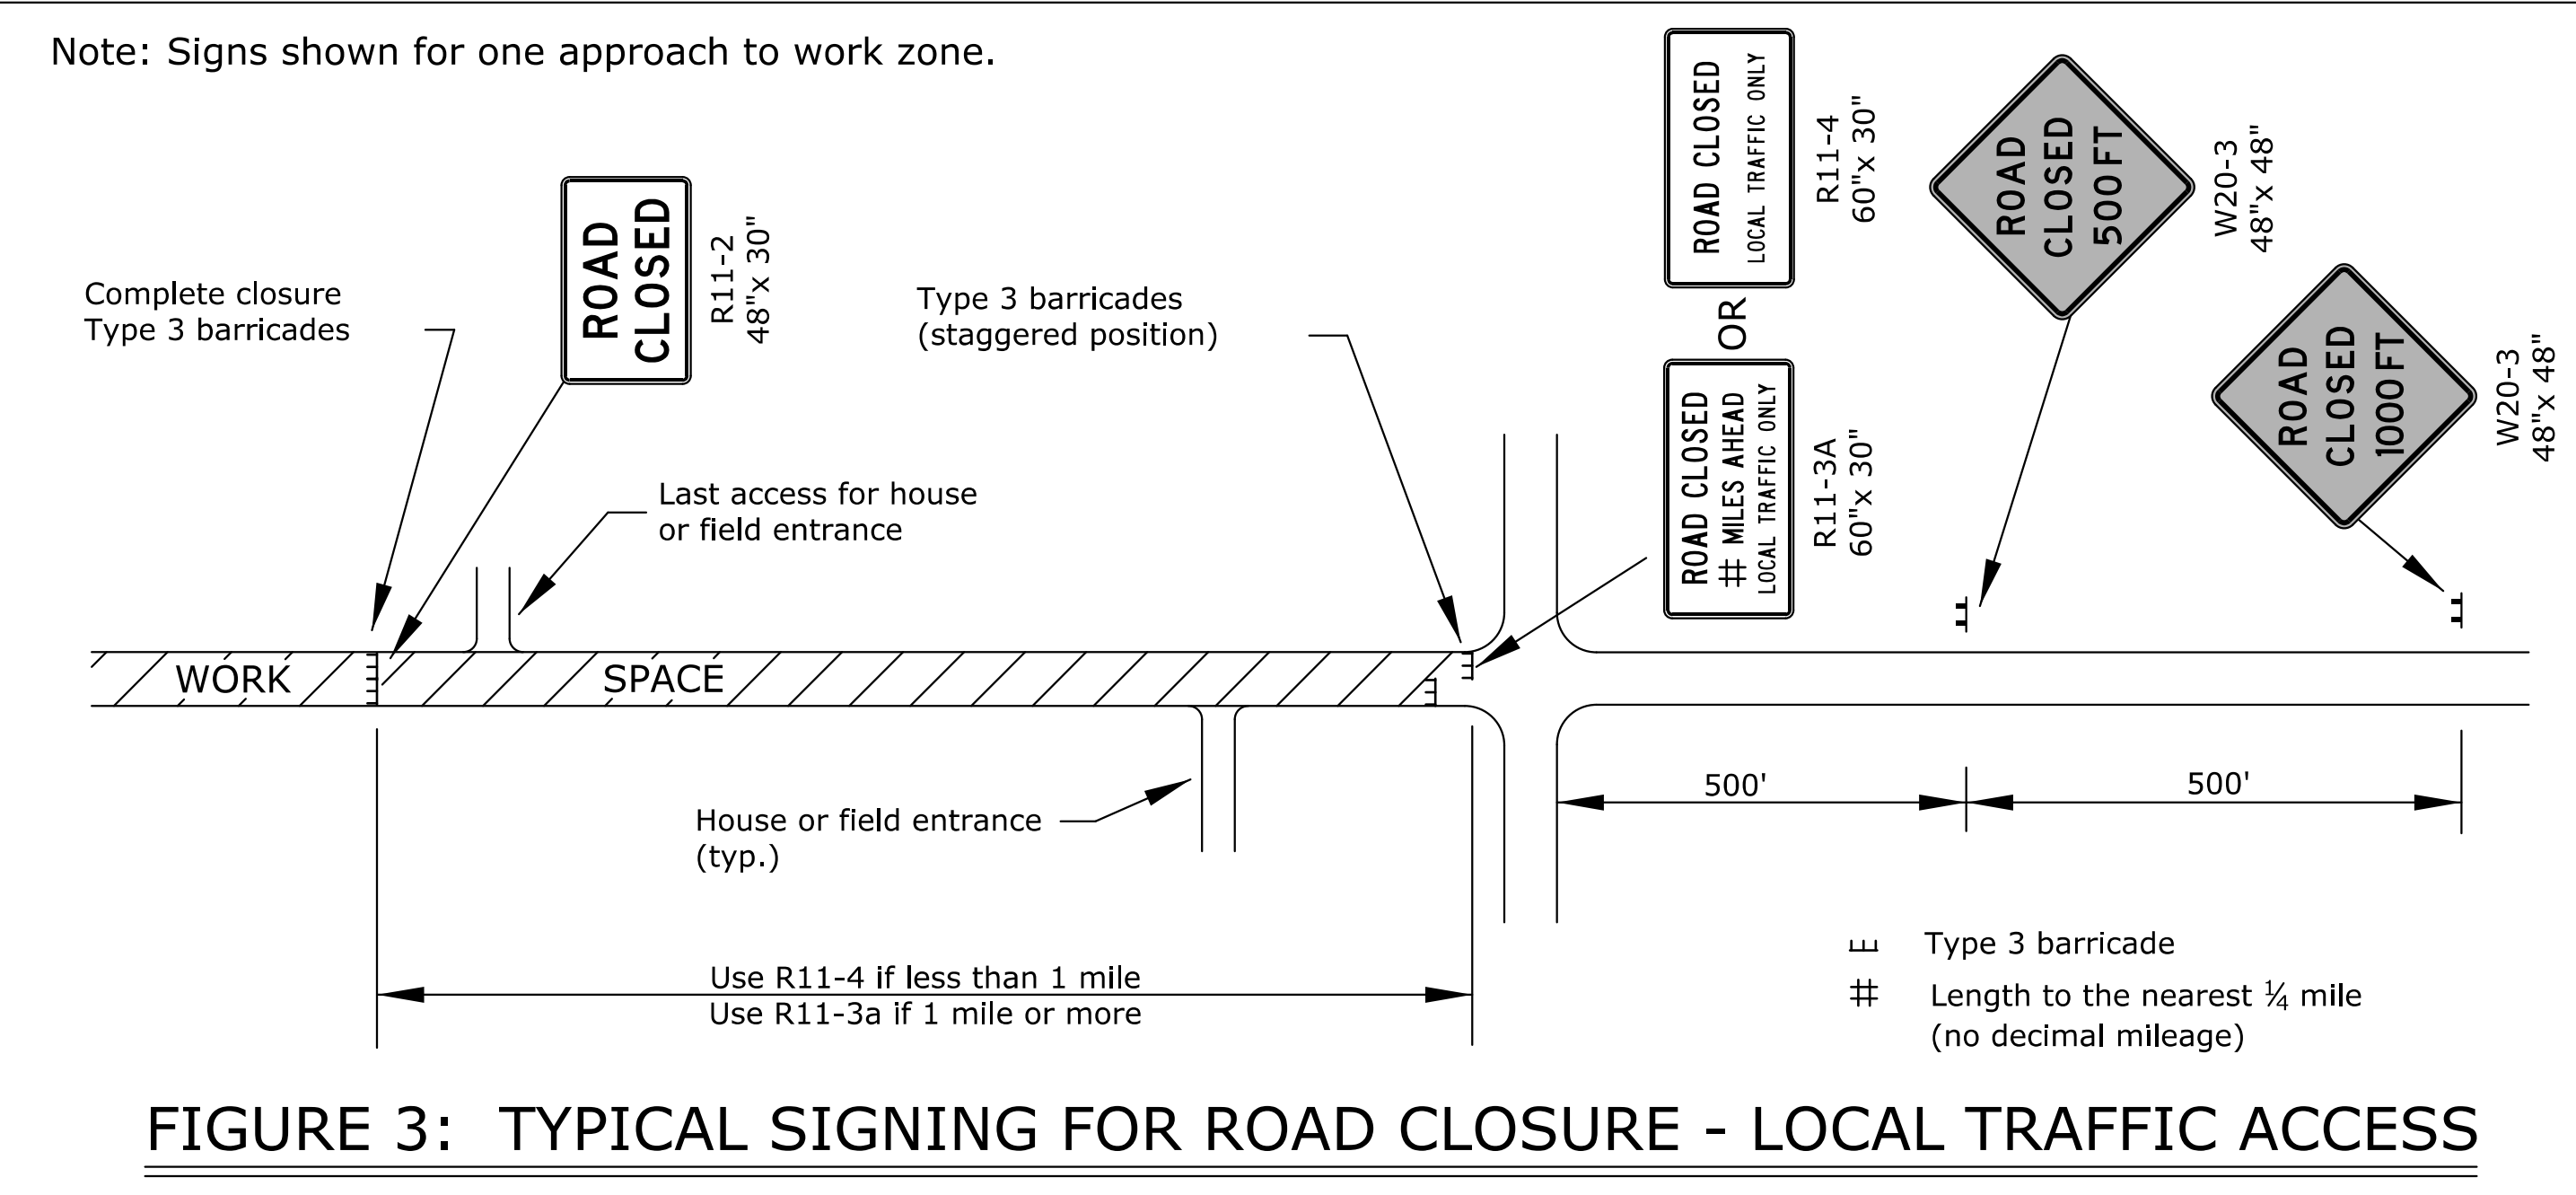 Note: Signs shown for one approach to work zone.
ROAD CLOSED
LOCAL TRAFFIC ONLY
R11-4
60"x 30"
ROAD
CLOSED
500FT
W20-3
48"x 48"
ROAD
CLOSED
R11-2
48"x 30"
Complete closure
Type 3 barricades
Type 3 barricades
(staggered position)
OR
ROAD CLOSED
# MILES AHEAD
LOCAL TRAFFIC ONLY
R11-3A
60"x 30"
ROAD
CLOSED
1000FT
W20-3
48"x 48"
Last access for house
or field entrance
WORK
SPACE
500'
500'
House or field entrance
(typ.)
Use R11-4 if less than 1 mile
Use R11-3a if 1 mile or more
Type 3 barricade
# Length to the nearest ¼ mile
(no decimal mileage)
FIGURE 3: TYPICAL SIGNING FOR ROAD CLOSURE - LOCAL TRAFFIC ACCESS